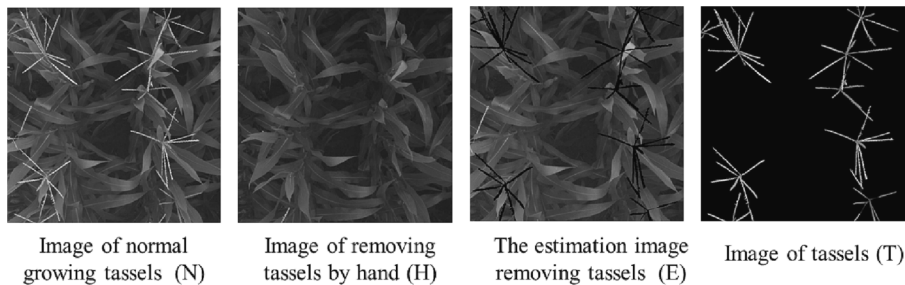 Image of normal
growing tassels (N)
Image of removing
tassels by hand (H)
The estimation image
removing tassels (E)
Image of tassels (T)